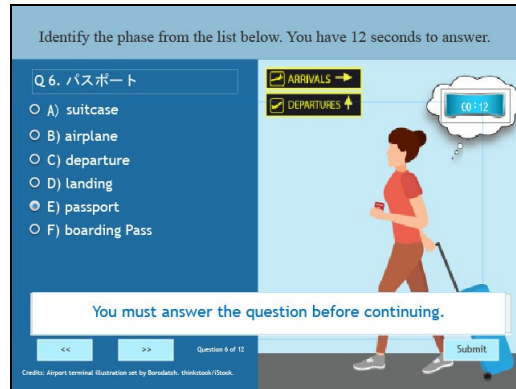 Identify the phase from the list below. You have 12 seconds to answer.
Q 6. パスポート
A) suitcase
B) airplane
C) departure
D) landing
E) passport
F) boarding Pass
ARRIVALS
DEPARTURES
00:12
You must answer the question before continuing.
<<
>>
Question 6 of 12
Submit
Credits: Airport terminal illustration set by Borodatch. thinkstock/iStock.